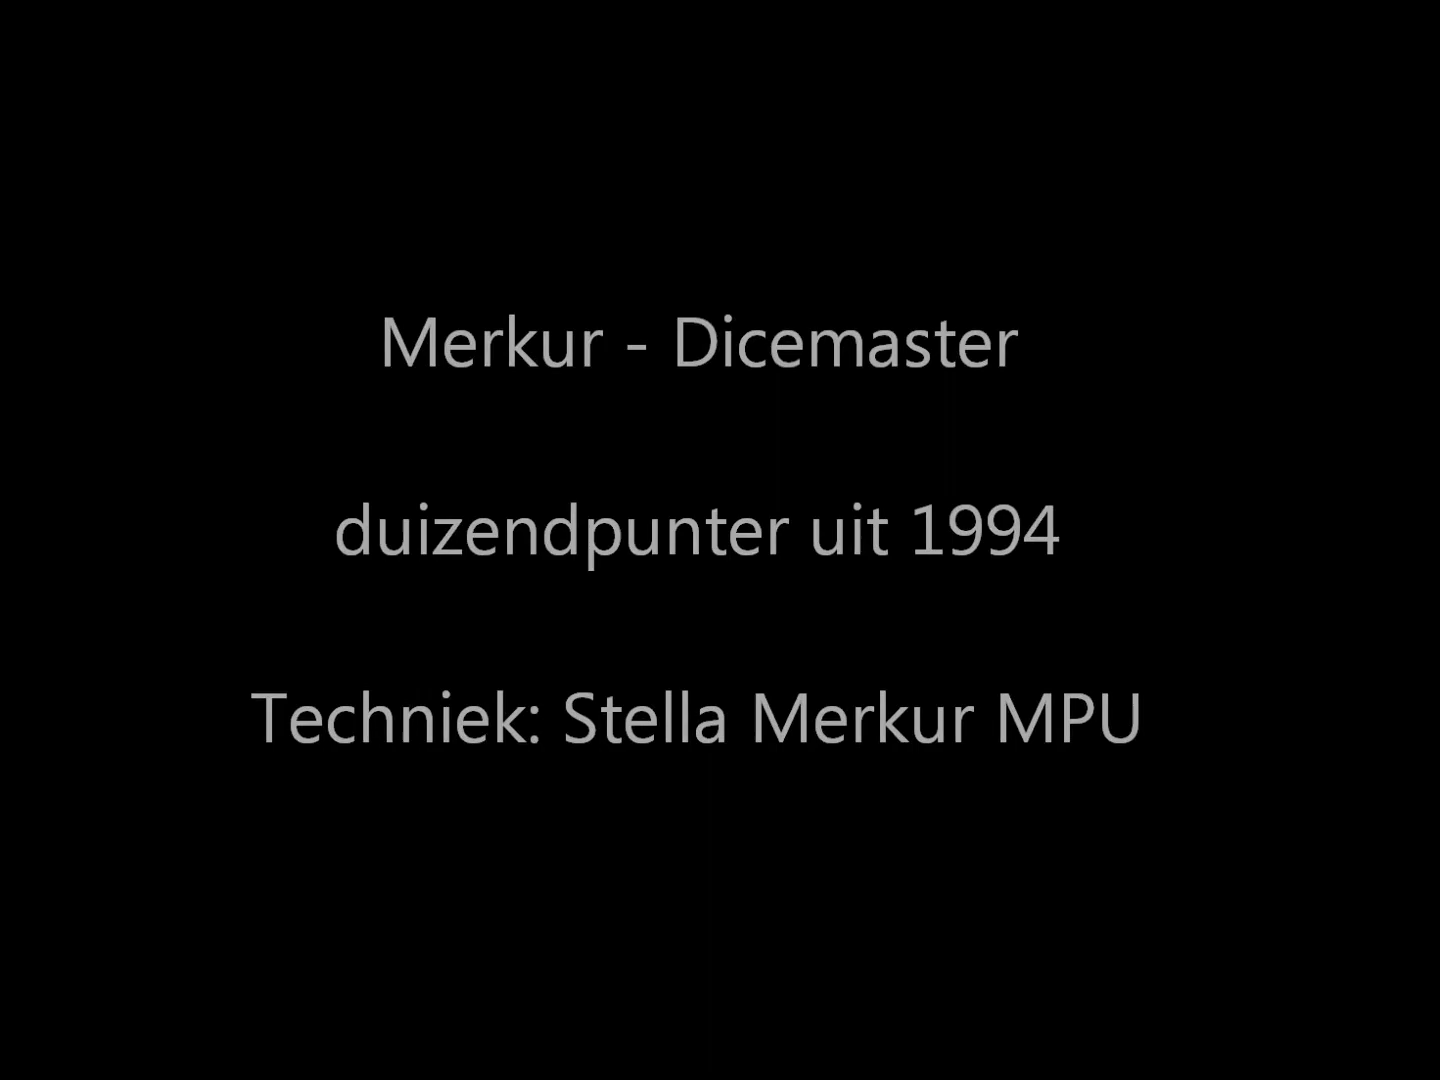 Merkur - Dicemaster
duizendpunter uit 1994
Techniek: Stella Merkur MPU